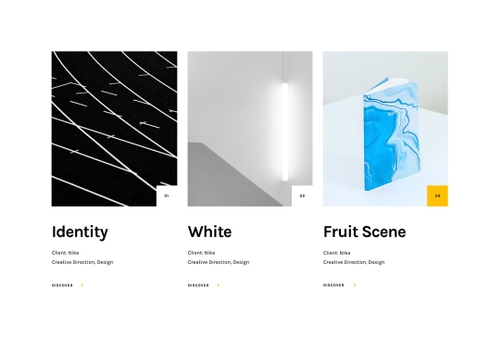 01
02
03
Identity
White
Fruit Scene
Client: Nike
Creative Direction, Design
Client: Nike
Creative Direction, Design
Client: Nike
Creative Direction, Design
DISCOVER
DISCOVER
DISCOVER